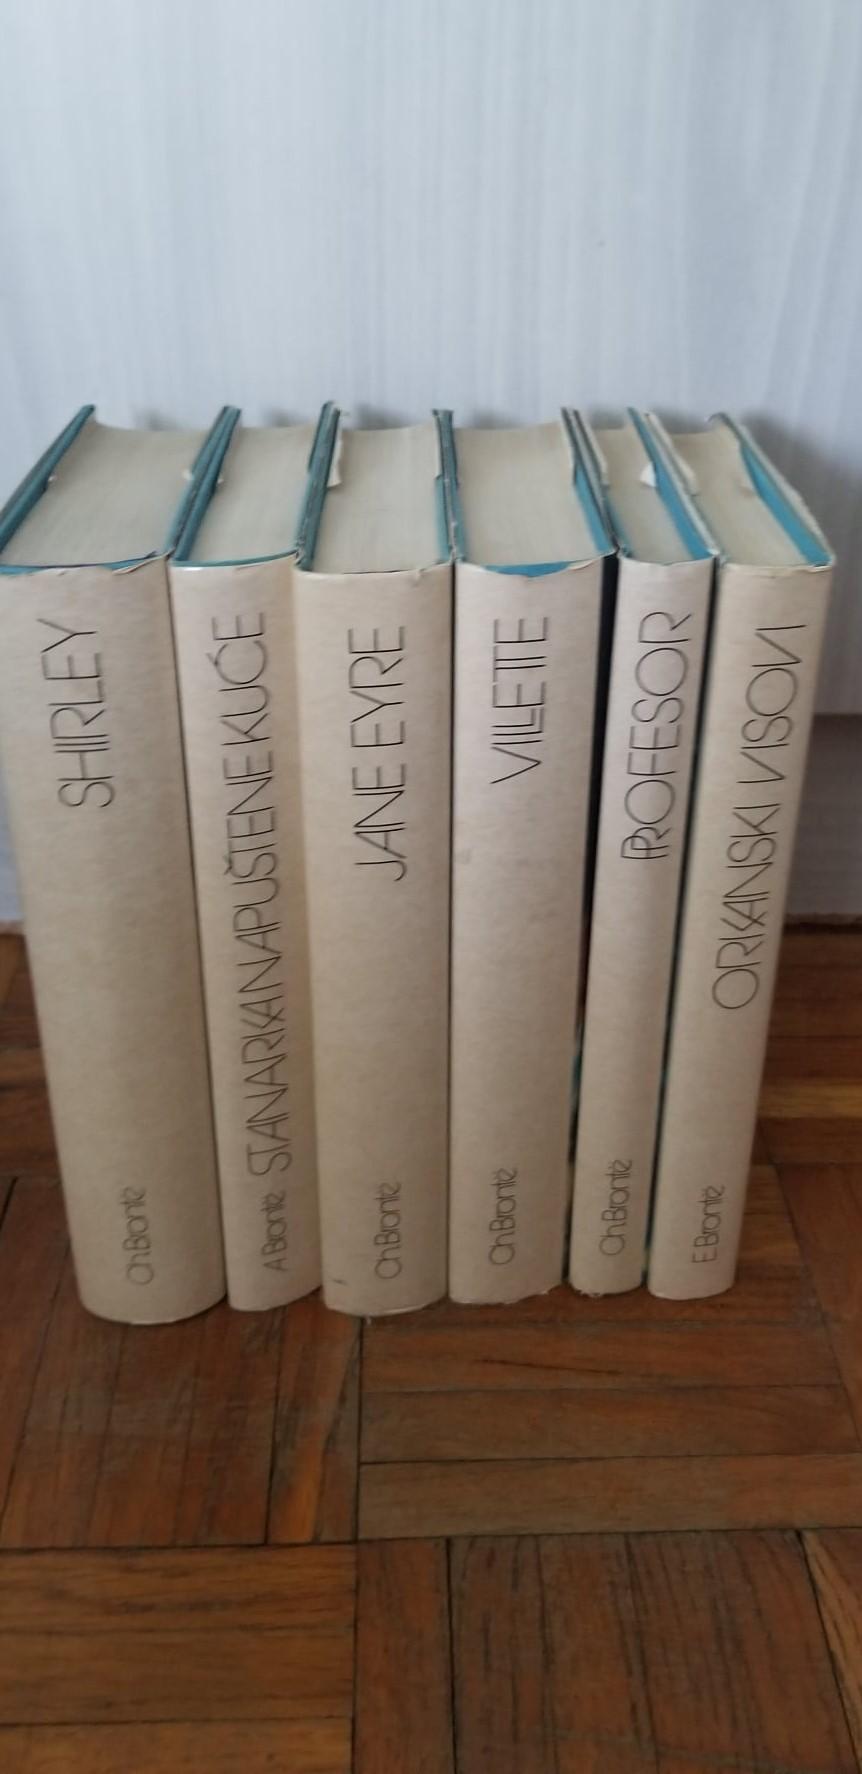 SHIRLEY
Ch Brontë
STANARKA NAPUŠTENE KUĆE
A Brontë
JANE EYRE
Ch Brontë
VILLETTE
Ch Brontë
PROFESOR
Ch Brontë
ORKANSKI VISOVI
E Brontë